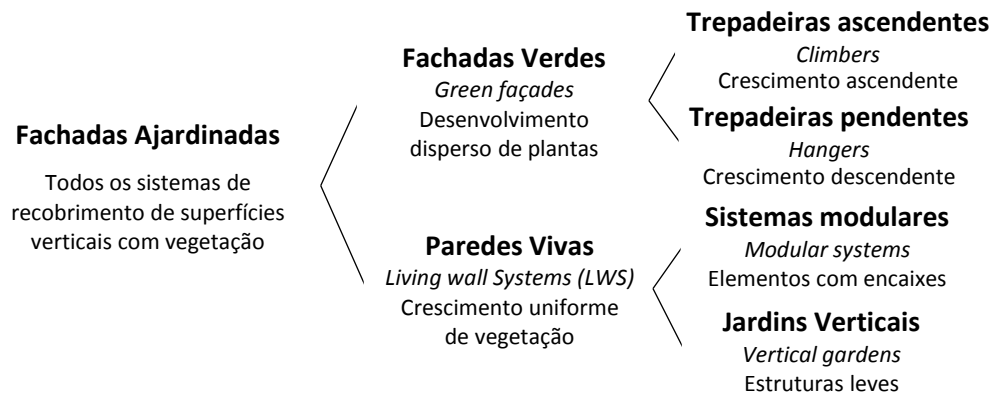 Fachadas Ajardinadas
Todos os sistemas de
recobrimento de superfícies
verticais com vegetação
Fachadas Verdes
Green façades
Desenvolvimento
disperso de plantas
Trepadeiras ascendentes
Climbers
Crescimento ascendente
Trepadeiras pendentes
Hangers
Crescimento descendente
Paredes Vivas
Living wall Systems (LWS)
Crescimento uniforme
de vegetação
Sistemas modulares
Modular systems
Elementos com encaixes
Jardins Verticais
Vertical gardens
Estruturas leves